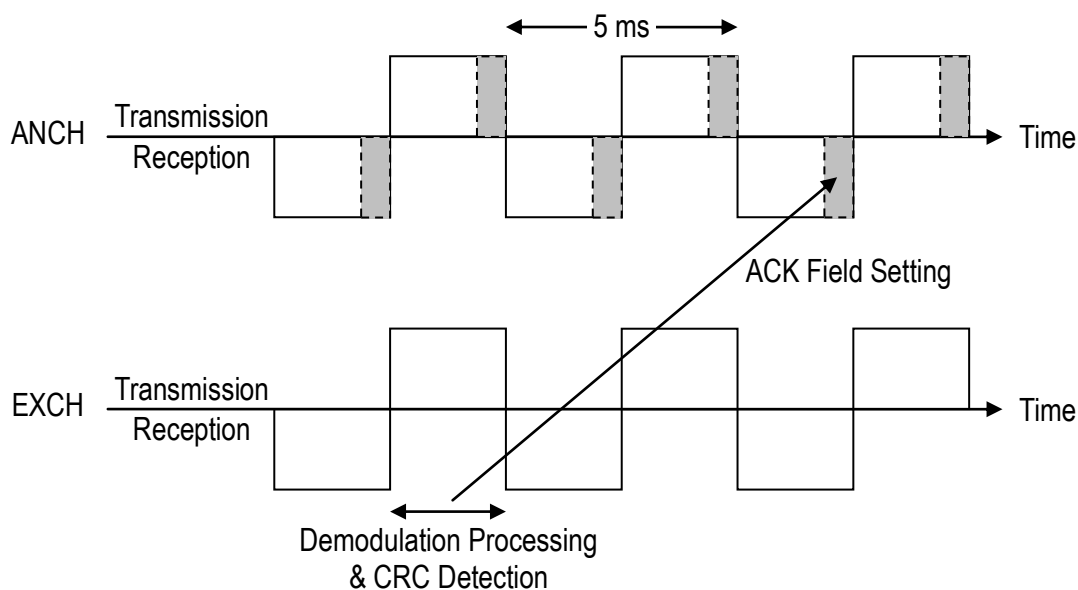 5 ms
Transmission
ANCH
Time
Reception
ACK Field Setting
Transmission
EXCH
Time
Reception
Demodulation Processing
& CRC Detection